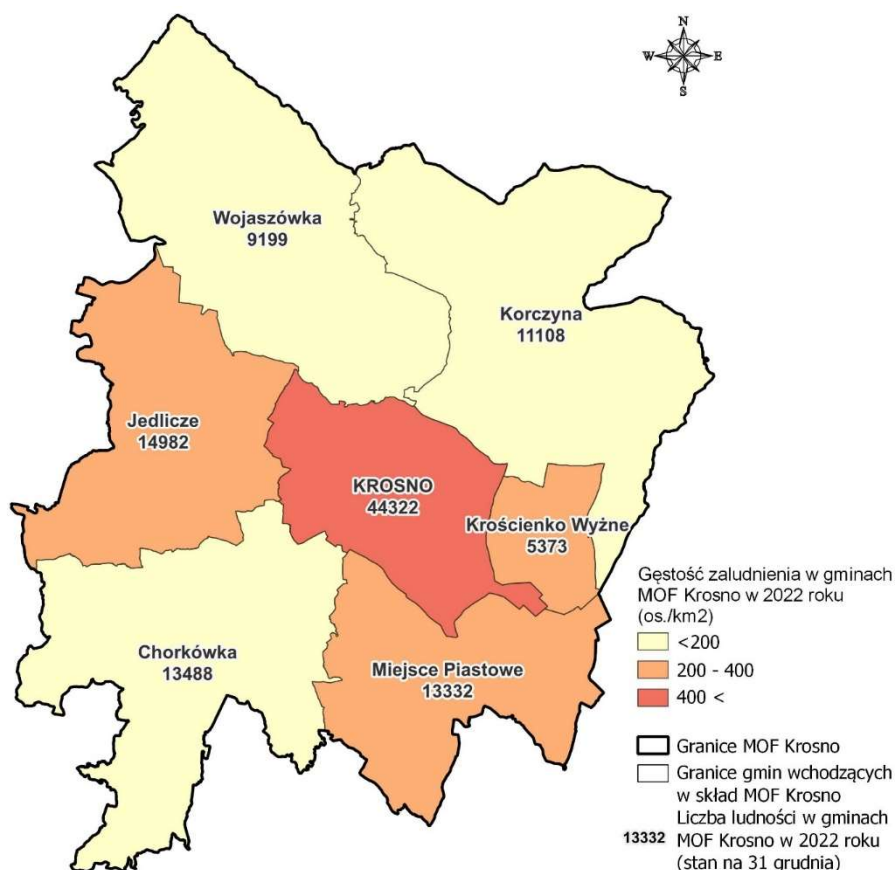 N
W E
S
Wojaszówka
9199
Korczyna
11108
Jedlicze
14982
KROSNO
44322
Krościenko Wyżne
5373
Chorkówka
13488
Miejsce Piastowe
13332
Gęstość zaludnienia w gminach
MOF Krosno w 2022 roku
(os./km2)
<200
200 - 400
400 <
Granice MOF Krosno
Granice gmin wchodzących
w skład MOF Krosno
Liczba ludności w gminach
13332 MOF Krosno w 2022 roku
(stan na 31 grudnia)